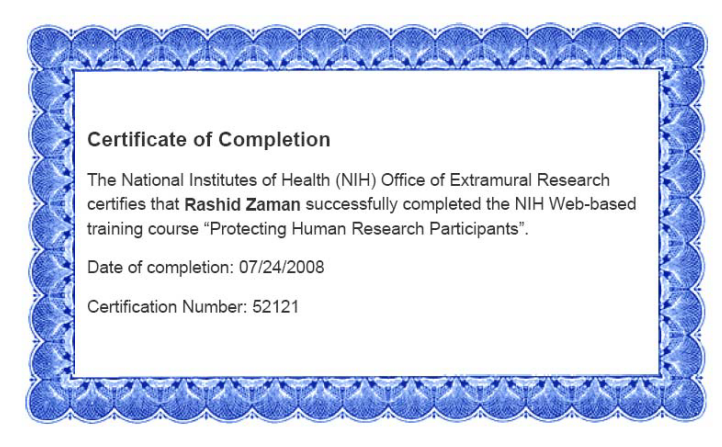 Certificate of Completion
The National Institutes of Health (NIH) Office of Extramural Research
certifies that Rashid Zaman successfully completed the NIH Web-based
training course “Protecting Human Research Participants”.
Date of completion: 07/24/2008
Certification Number: 52121